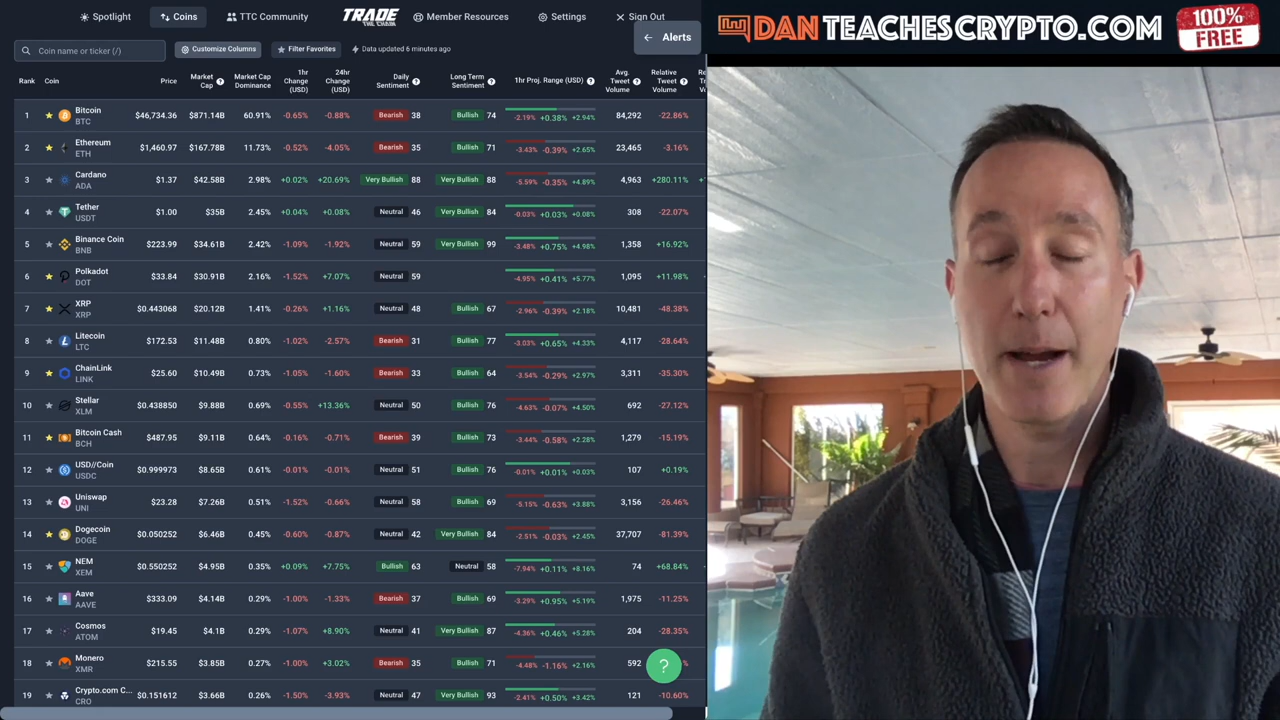 Spotlight Coins TTC Community TRADE THE CHAIN Member Resources Settings Sign Out
DANTEACHESCRYPTO.COM 100% FREE
Coin name or ticker (/) Customize Columns Filter Favorites Data updated 6 minutes ago Alerts
Rank Coin Price Market Cap Market Cap Dominance 1hr Change (USD) 24hr Change (USD) Daily Sentiment Long Term Sentiment 1hr Proj. Range (USD) Avg. Tweet Volume Relative Tweet Volume
1 Bitcoin BTC $46,734.36 $871.14B 60.91% -0.65% -0.88% Bearish 38 Bullish 74 -2.19% +0.38% +2.94% 84,292 -22.86%
2 Ethereum ETH $1,460.97 $167.78B 11.73% -0.52% -4.05% Bearish 35 Bullish 71 -3.43% -0.39% +2.65% 23,465 -3.16%
3 Cardano ADA $1.37 $42.58B 2.98% +0.02% +20.69% Very Bullish 88 Very Bullish 88 -5.59% -0.35% +4.89% 4,963 +280.11%
4 Tether USDT $1.00 $35B 2.45% +0.04% +0.08% Neutral 46 Very Bullish 84 -0.03% +0.03% +0.08% 308 -22.07%
5 Binance Coin BNB $223.99 $34.61B 2.42% -1.09% -1.92% Neutral 59 Very Bullish 99 -3.48% +0.75% +4.98% 1,358 +16.92%
6 Polkadot DOT $33.84 $30.91B 2.16% -1.52% +7.07% Neutral 59 -4.95% +0.41% +5.77% 1,095 +11.98%
7 XRP XRP $0.443068 $20.12B 1.41% -0.26% +1.16% Neutral 48 Bullish 67 -2.96% -0.39% +2.18% 10,481 -48.38%
8 Litecoin LTC $172.53 $11.48B 0.80% -1.02% -2.57% Bearish 31 Bullish 77 -3.03% +0.65% +4.33% 4,117 -28.64%
9 ChainLink LINK $25.60 $10.49B 0.73% -1.05% -1.60% Bearish 33 Bullish 64 -3.54% -0.29% +2.97% 3,311 -35.30%
10 Stellar XLM $0.438850 $9.88B 0.69% -0.55% +13.36% Neutral 50 Bullish 76 -4.63% -0.07% +4.50% 692 -27.12%
11 Bitcoin Cash BCH $487.95 $9.11B 0.64% -0.16% -0.71% Bearish 39 Bullish 73 -3.44% -0.58% +2.28% 1,279 -15.19%
12 USD//Coin USDC $0.999973 $8.65B 0.61% -0.01% -0.01% Neutral 51 Bullish 76 -0.01% +0.01% +0.03% 107 +0.19%
13 Uniswap UNI $23.28 $7.26B 0.51% -1.52% -0.66% Neutral 58 Bullish 69 -5.15% -0.63% +3.88% 3,156 -26.46%
14 Dogecoin DOGE $0.050252 $6.46B 0.45% -0.60% -0.87% Neutral 42 Very Bullish 84 -2.51% -0.03% +2.45% 37,707 -81.39%
15 NEM XEM $0.550252 $4.95B 0.35% +0.09% +7.75% Bullish 63 Neutral 58 -7.94% +0.11% +8.16% 74 +68.84%
16 Aave AAVE $333.09 $4.14B 0.29% -1.00% -1.33% Bearish 37 Bullish 69 -3.29% +0.95% +5.19% 1,975 -11.25%
17 Cosmos ATOM $19.45 $4.1B 0.29% -1.07% +8.90% Neutral 41 Very Bullish 87 -4.36% +0.46% +5.28% 204 -28.35%
18 Monero XMR $215.55 $3.85B 0.27% -1.00% +3.02% Bearish 35 Bullish 71 -4.48% -1.16% +2.16% 592 ?
19 Crypto.com C... CRO $0.151612 $3.66B 0.26% -1.50% -3.93% Neutral 47 Very Bullish 93 -2.41% +0.50% +3.42% 121 -10.60%